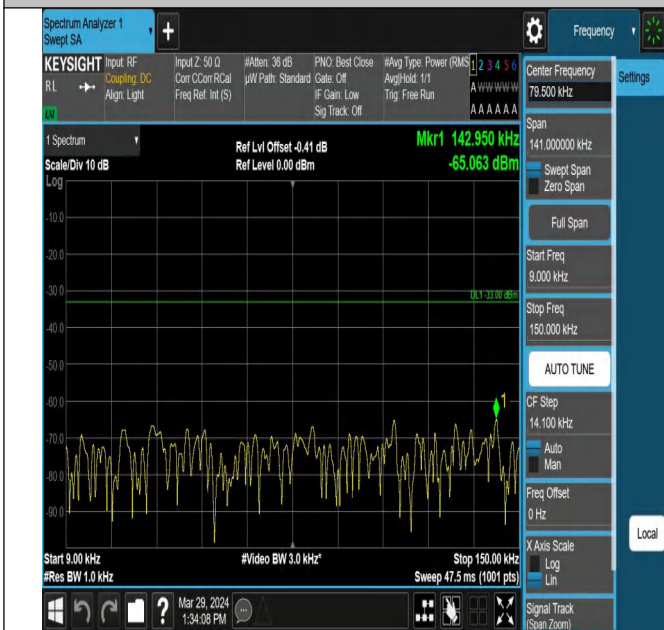 Spectrum Analyzer 1
Swept SA
+
Frequency
KEYSIGHT
RL
LXI
Input: RF
Coupling: DC
Align: Light
Input Z: 50 Ω
Corr CCorr RCal
Freq Ref: Int (S)
#Atten: 36 dB
µW Path: Standard
PNO: Best Close
Gate: Off
IF Gain: Low
Sig Track: Off
#Avg Type: Power (RMS
Avg|Hold: 1/1
Trig: Free Run
1 2 3 4 5 6
A W W W W W
A A A A A A
1 Spectrum
Scale/Div 10 dB
Ref Lvl Offset -0.41 dB
Ref Level 0.00 dBm
Mkr1 142.950 kHz
-65.063 dBm
Log
-10.0
-20.0
-30.0
-40.0
-50.0
-60.0
-70.0
-80.0
-90.0
DL1 -33.00 dBm
1
Start 9.00 kHz
#Res BW 1.0 kHz
#Video BW 3.0 kHz*
Stop 150.00 kHz
Sweep 47.5 ms (1001 pts)
?
Mar 29, 2024
1:34:08 PM
Center Frequency
79.500 kHz
Settings
Span
141.000000 kHz
Swept Span
Zero Span
Full Span
Start Freq
9.000 kHz
Stop Freq
150.000 kHz
AUTO TUNE
CF Step
14.100 kHz
Auto
Man
Freq Offset
0 Hz
Local
X Axis Scale
Log
Lin
Signal Track
(Span Zoom)